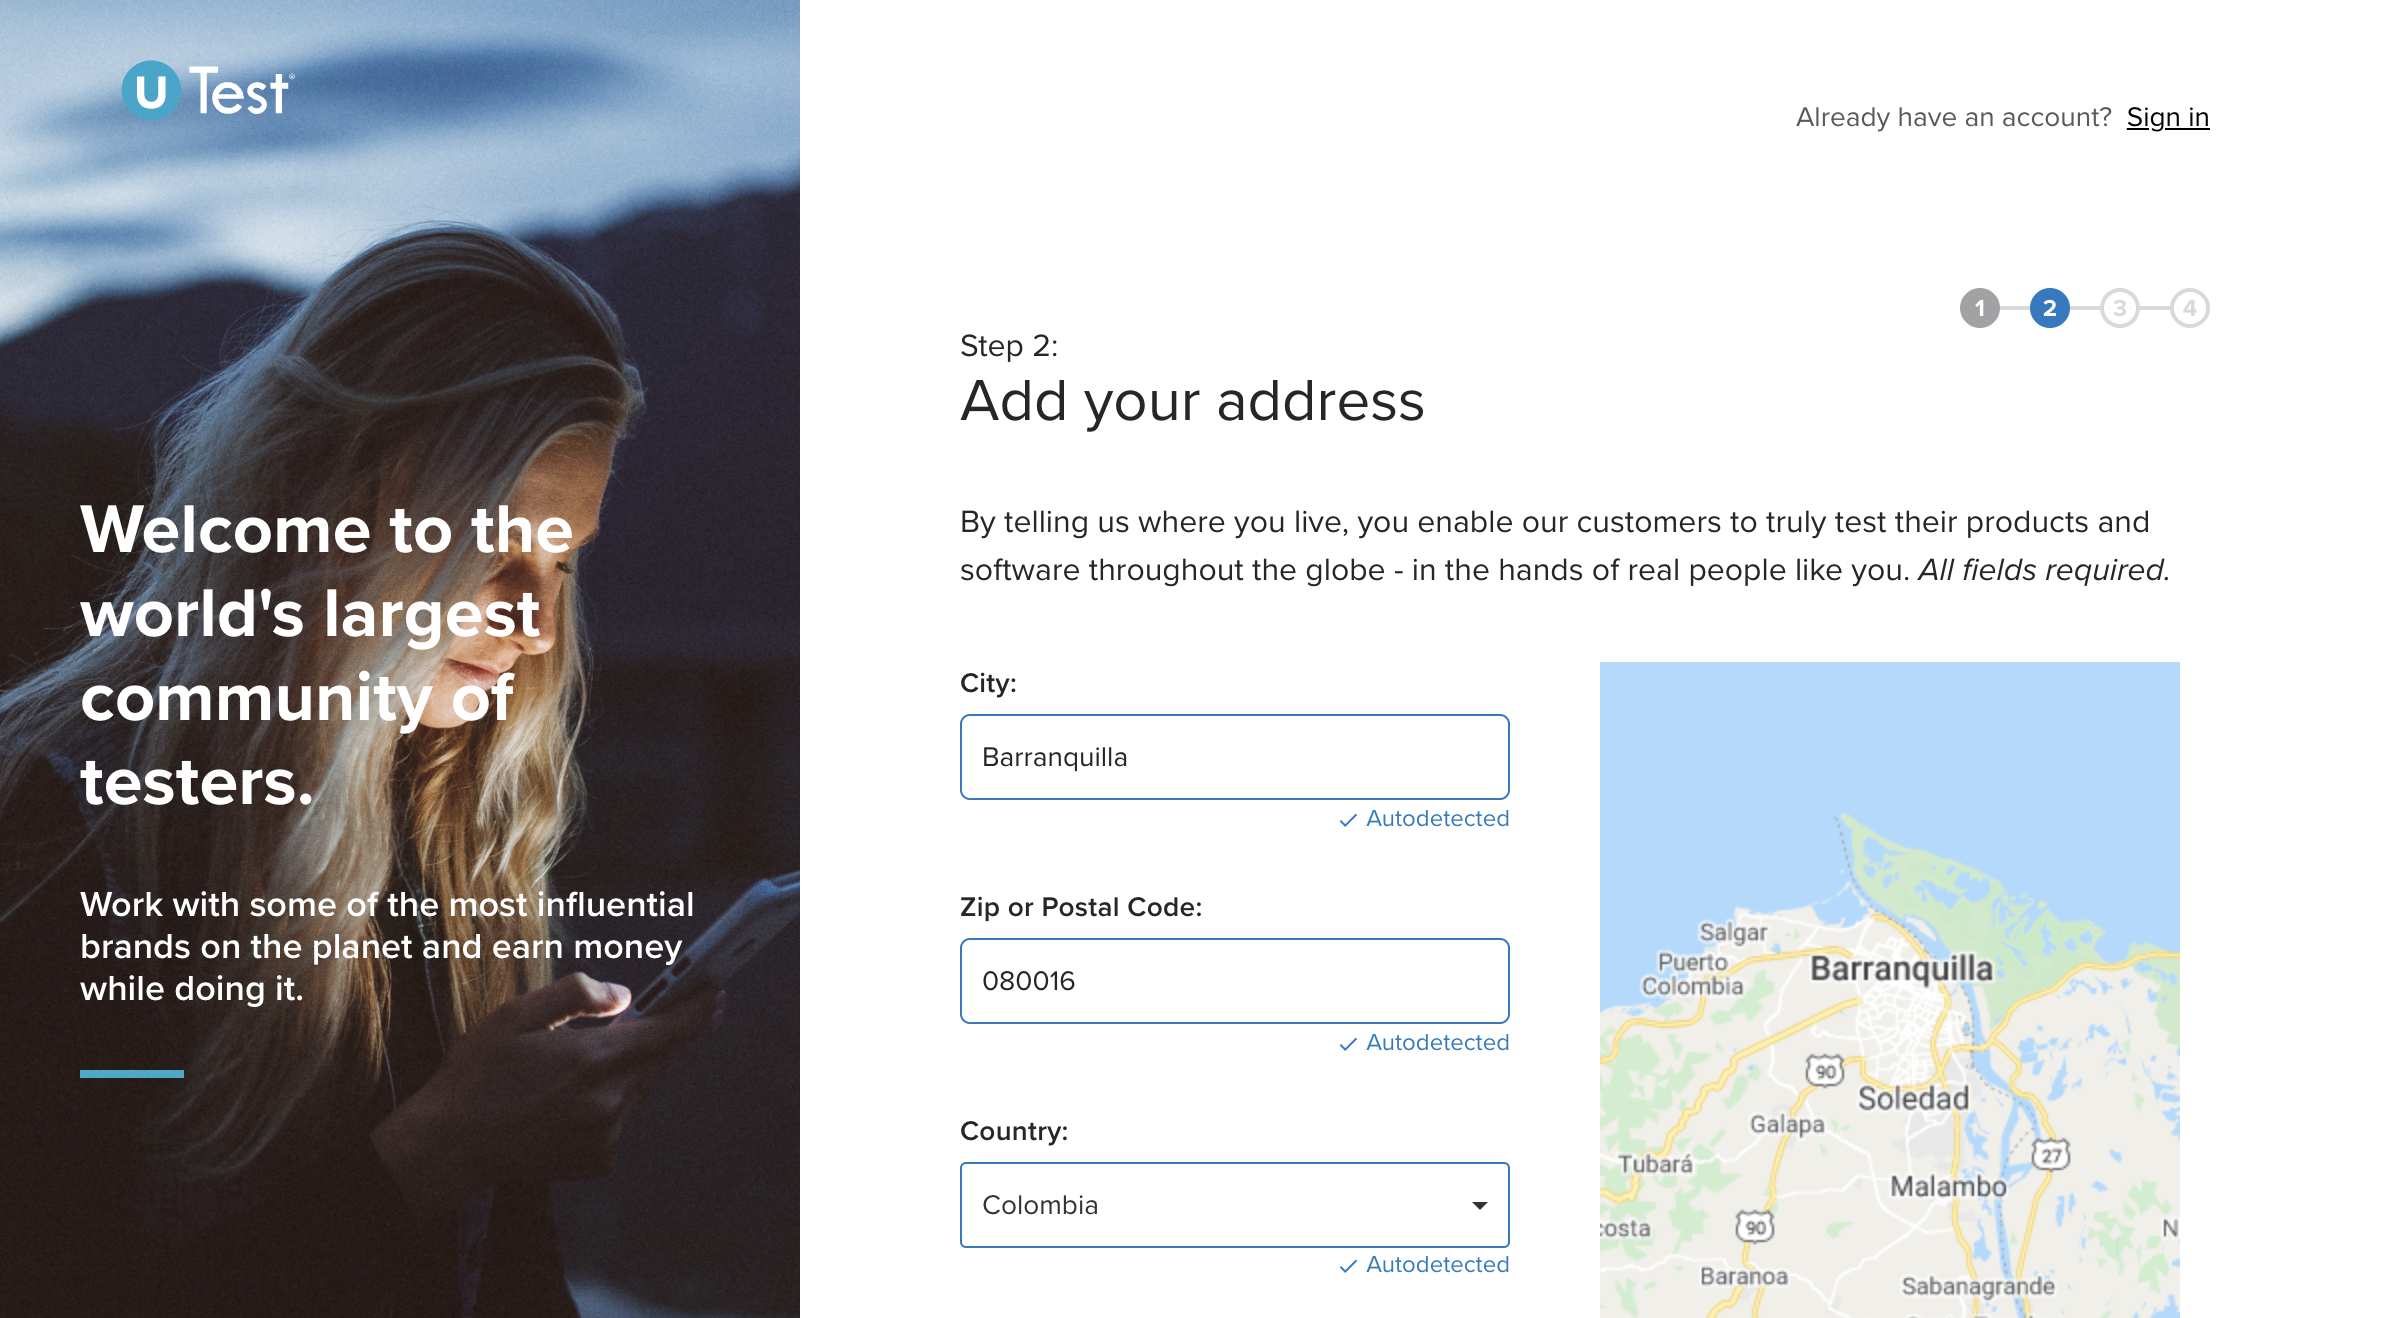 U Test®
Welcome to the
world's largest
community of
testers.
Work with some of the most influential
brands on the planet and earn money
while doing it.
Already have an account? Sign in
1 2 3 4
Step 2:
Add your address
By telling us where you live, you enable our customers to truly test their products and
software throughout the globe - in the hands of real people like you. All fields required.
City:
Barranquilla
Autodetected
Zip or Postal Code:
080016
Autodetected
Country:
Colombia
Autodetected
Salgar
Puerto
Colombia
Barranquilla
90
Soledad
Galapa
27
Tubará
Malambo
costa
90
N
Baranoa
Sabanagrande